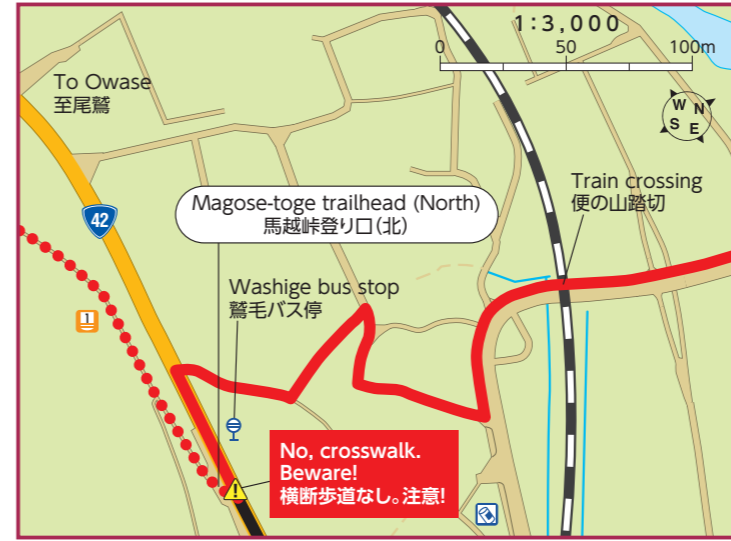 1:3,000
0 50 100m
To Owase
至尾鷲
W N
S E
Train crossing
便の山踏切
Magose-toge trailhead (North)
馬越峠登り口(北)
42
Washige bus stop
鷲毛バス停
1
No, crosswalk.
Beware!
横断歩道なし。注意!
!